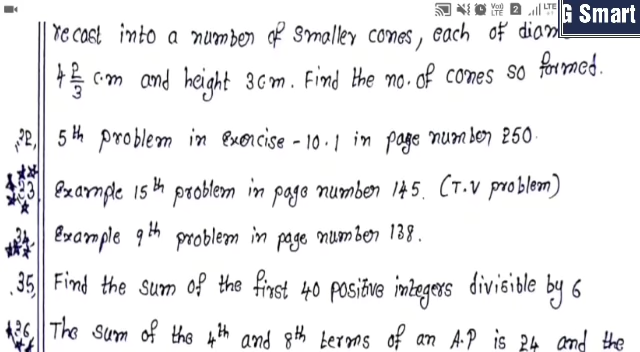 G Smart
recast into a number of smaller cones, each of diam
4 2/3 c.m and height 3cm. Find the no. of cones so formed.
32, 5th problem in exercise - 10.1 in page number 250.
33 Example 15th problem in page number 145. (T.V problem)
34, Example 9th problem in page number 138.
35, Find the sum of the first 40 positive integers divisible by 6
36, The sum of the 4th and 8th terms of an A.P is 24 and the